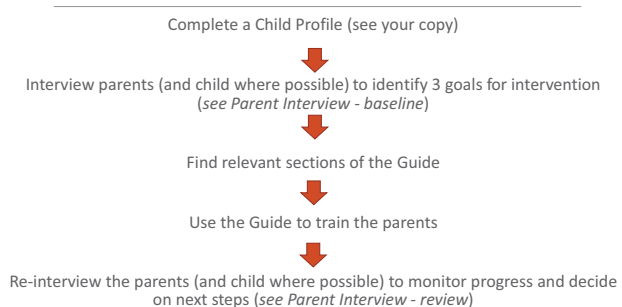 Complete a Child Profile (see your copy)
Interview parents (and child where possible) to identify 3 goals for intervention
(see Parent Interview - baseline)
Find relevant sections of the Guide
Use the Guide to train the parents
Re-interview the parents (and child where possible) to monitor progress and decide
on next steps (see Parent Interview - review)